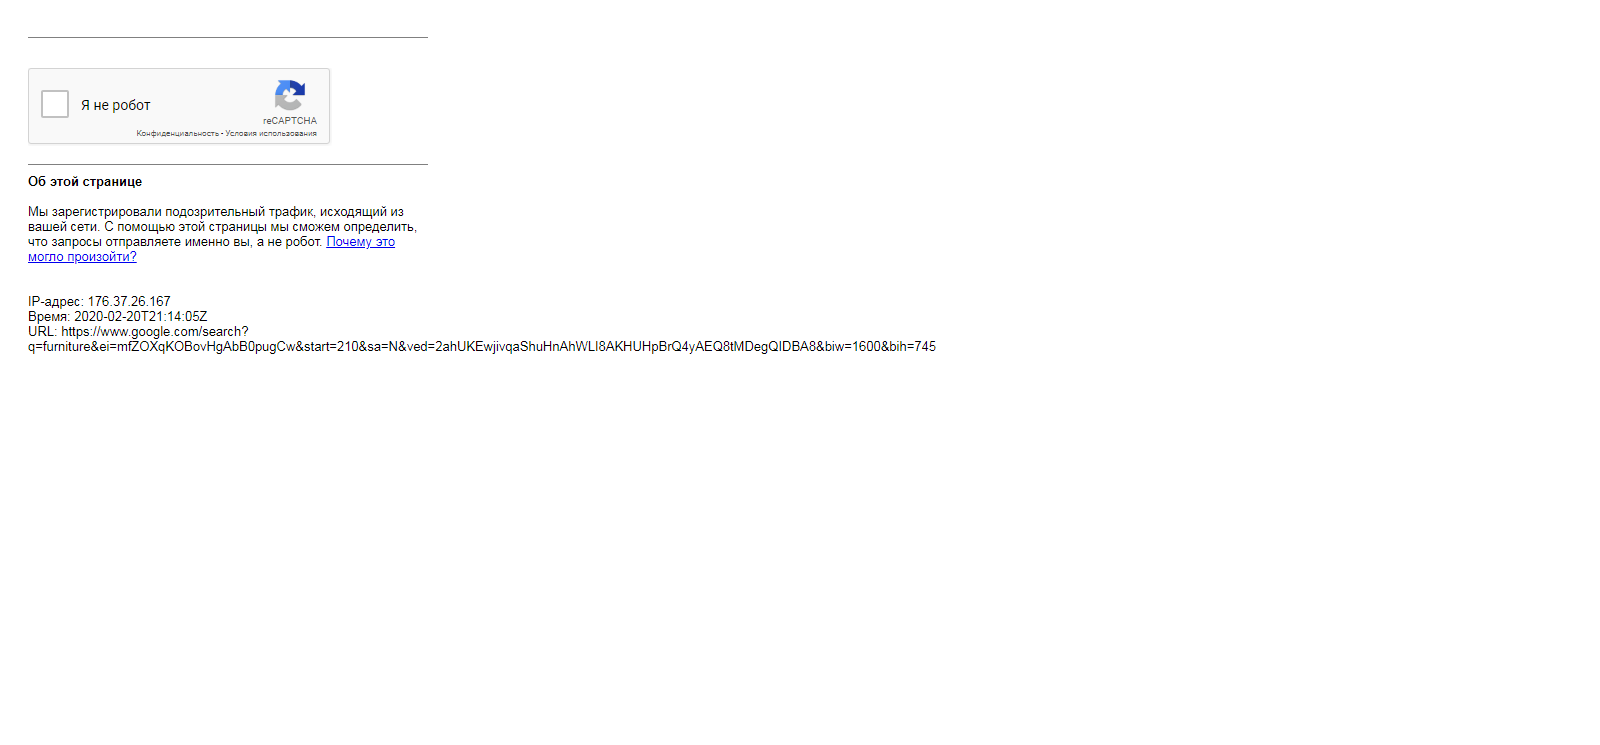 Я не робот
reCAPTCHA
Конфиденциальность - Условия использования
Об этой странице
Мы зарегистрировали подозрительный трафик, исходящий из
вашей сети. С помощью этой страницы мы сможем определить,
что запросы отправляете именно вы, а не робот. Почему это
могло произойти?
IP-адрес: 176.37.26.167
Время: 2020-02-20T21:14:05Z
URL: https://www.google.com/search?
q=furniture&ei=mfZOXqKOBovHgAbB0pugCw&start=210&sa=N&ved=2ahUKEwjivqaShuHnAhWLI8AKHUHpBrQ4yAEQ8tMDegQIDBA8&biw=1600&bih=745